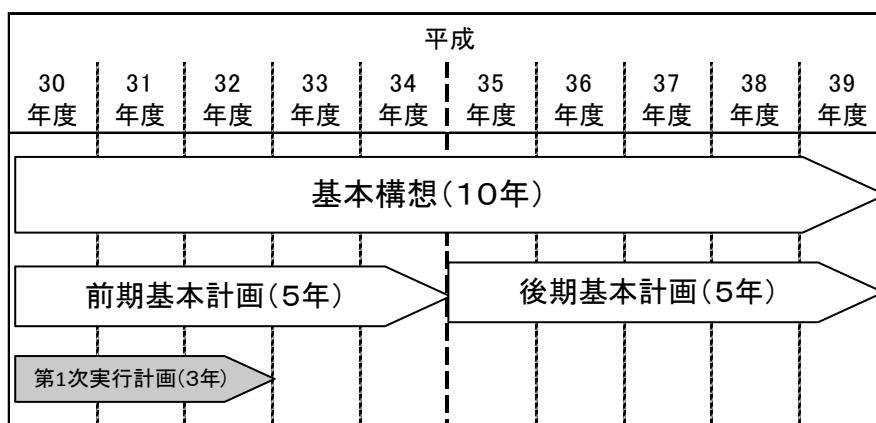 平成
30 31 32 33 34 35 36 37 38 39
年度 年度 年度 年度 年度 年度 年度 年度 年度 年度
基本構想(10年)
前期基本計画(5年) 後期基本計画(5年)
第1次実行計画(3年)